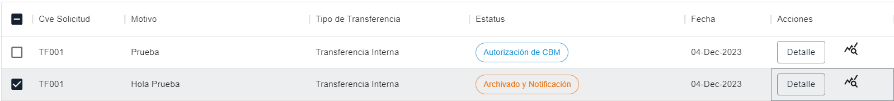 Cve Solicitud Motivo Tipo de Transferencia Estatus Fecha Acciones
TF001 Prueba Transferencia Interna Autorización de CBM 04-Dec-2023 Detalle
TF001 Hola Prueba Transferencia Interna Archivado y Notificación 04-Dec-2023 Detalle